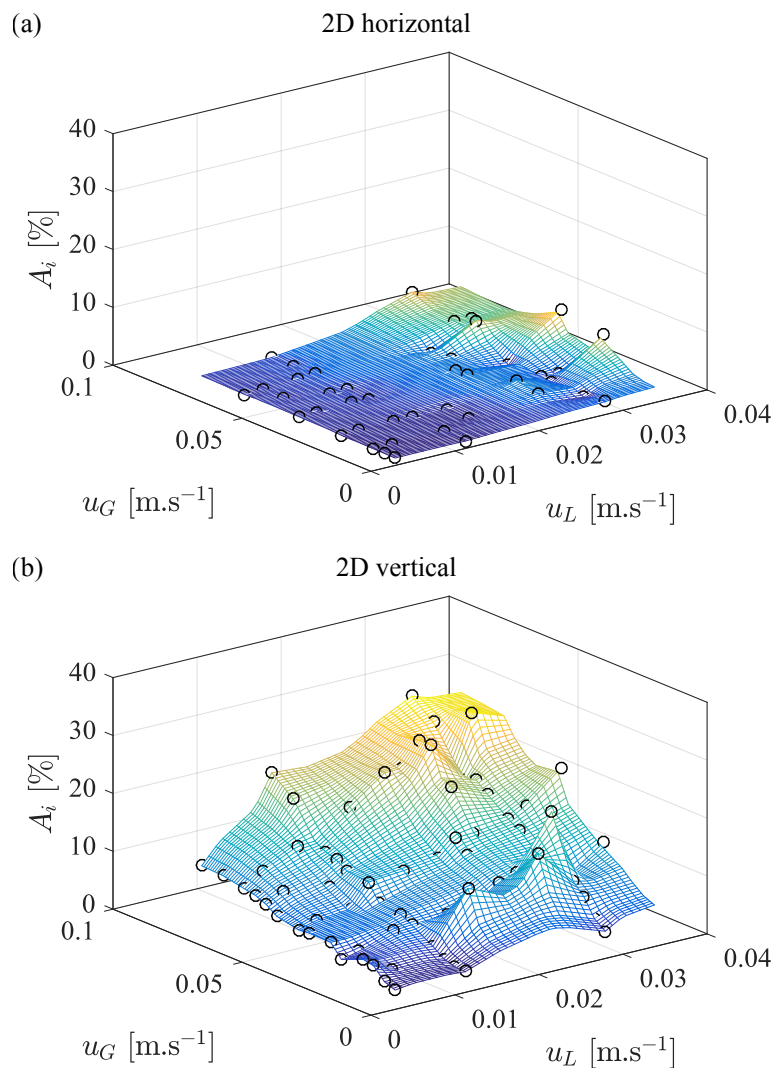 (a)
2D horizontal
40
30
20
10
0
A_i [%]
0.1
0.05
0
u_G [m.s⁻¹]
0
0.01
0.02
0.03
0.04
u_L [m.s⁻¹]
(b)
2D vertical
40
30
20
10
0
A_i [%]
0.1
0.05
0
u_G [m.s⁻¹]
0
0.01
0.02
0.03
0.04
u_L [m.s⁻¹]